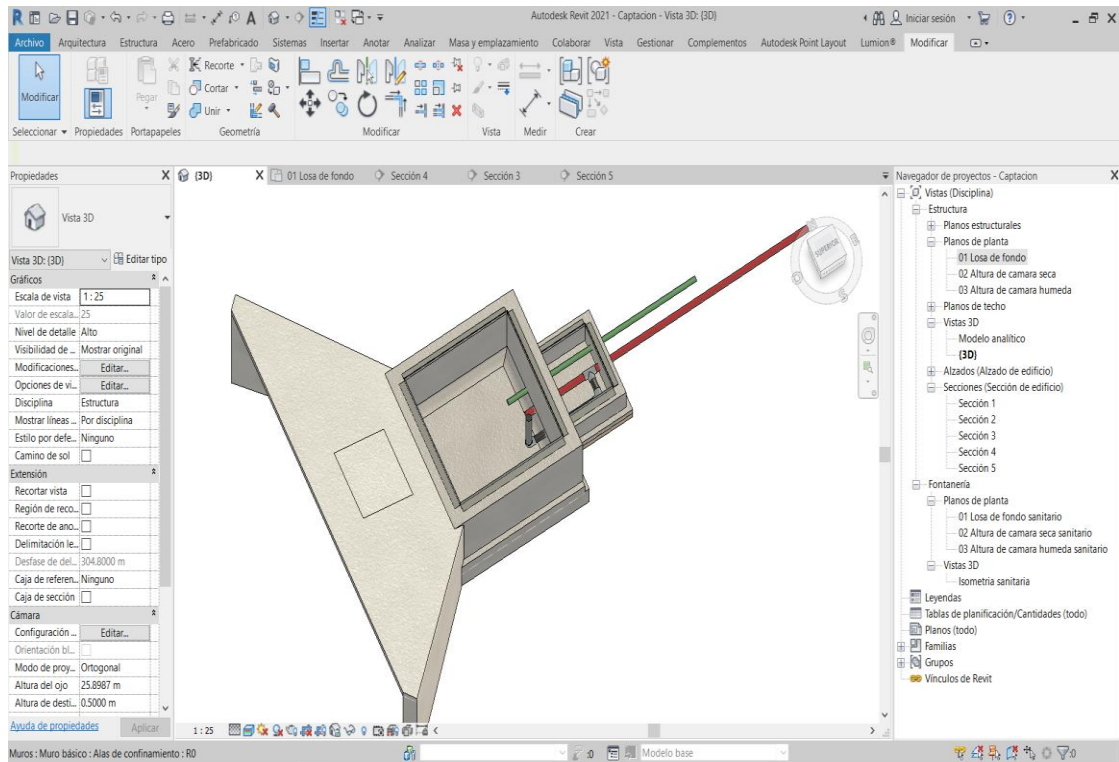 Autodesk Revit 2021 - Captacion - Vista 3D: {3D}
Iniciar sesión
Archivo Arquitectura Estructura Acero Prefabricado Sistemas Insertar Anotar Analizar Masa y emplazamiento Colaborar Vista Gestionar Complementos Autodesk Point Layout Lumion® Modificar
Modificar
Pegar
Recorte
Cortar
Unir
Seleccionar Propiedades Portapapeles Geometría Modificar Vista Medir Crear
Propiedades X
{3D} X 01 Losa de fondo Sección 4 Sección 3 Sección 5
Navegador de proyectos - Captacion X
Vista 3D
Vista 3D: {3D} Editar tipo
Gráficos
Escala de vista 1 : 25
Valor de escala... 25
Nivel de detalle Alto
Visibilidad de ... Mostrar original
Modificaciones... Editar...
Opciones de vi... Editar...
Disciplina Estructura
Mostrar líneas ... Por disciplina
Estilo por defe... Ninguno
Camino de sol
Extensión
Recortar vista
Región de reco...
Recorte de ano...
Delimitación le...
Desfase de del... 304.8000 m
Caja de referen... Ninguno
Caja de sección
Cámara
Configuración ... Editar...
Orientación bl...
Modo de proy... Ortogonal
Altura del ojo 25.8987 m
Altura de desti... 0.5000 m
Ayuda de propiedades Aplicar
SUPERIOR
Vistas (Disciplina)
Estructura
Planos estructurales
Planos de planta
01 Losa de fondo
02 Altura de camara seca
03 Altura de camara humeda
Planos de techo
Vistas 3D
Modelo analítico
{3D}
Alzados (Alzado de edificio)
Secciones (Sección de edificio)
Sección 1
Sección 2
Sección 3
Sección 4
Sección 5
Fontanería
Planos de planta
01 Losa de fondo sanitario
02 Altura de camara seca sanitario
03 Altura de camara humeda sanitario
Vistas 3D
Isometria sanitaria
Leyendas
Tablas de planificación/Cantidades (todo)
Planos (todo)
Familias
Grupos
Vínculos de Revit
1 : 25
Muros : Muro básico : Alas de confinamiento : R0
:0 Modelo base
:0